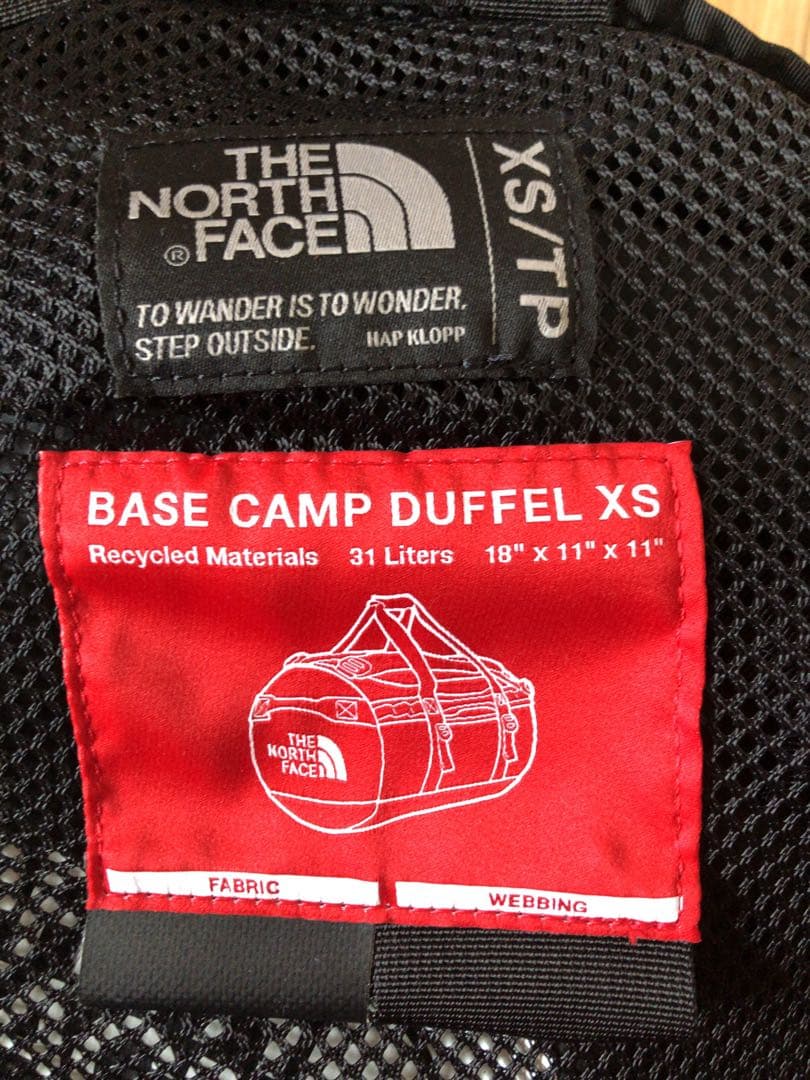 THE
NORTH
® FACE
XS/TP
TO WANDER IS TO WONDER.
STEP OUTSIDE. HAP KLOPP
BASE CAMP DUFFEL XS
Recycled Materials 31 Liters 18" x 11" x 11"
THE
NORTH
FACE
FABRIC
WEBBING